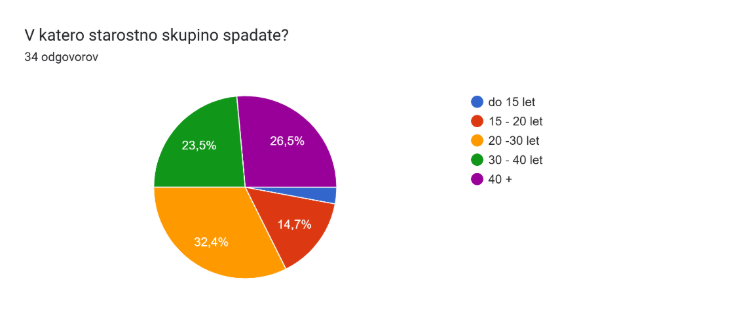 V katero starostno skupino spadate?
34 odgovorov
23,5%
26,5%
14,7%
32,4%
do 15 let
15 - 20 let
20 -30 let
30 - 40 let
40 +